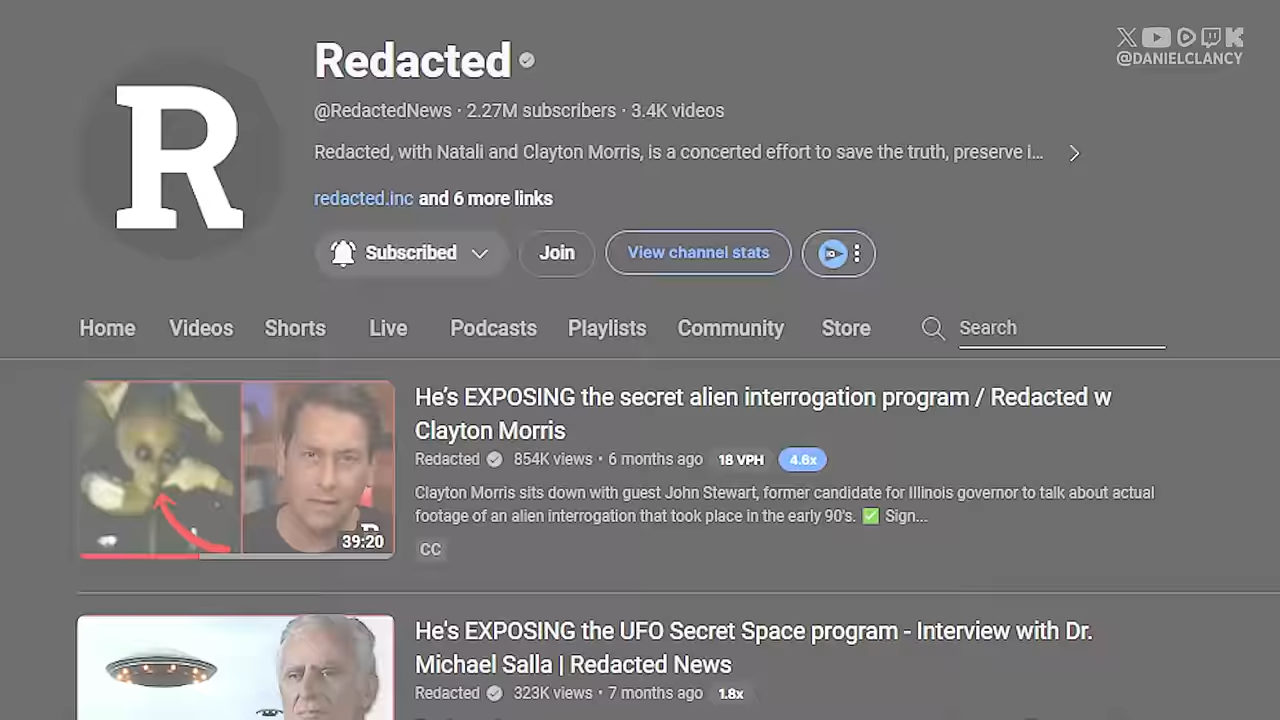 Redacted
@DANIELCLANCY
R
@RedactedNews · 2.27M subscribers · 3.4K videos
Redacted, with Natali and Clayton Morris, is a concerted effort to save the truth, preserve i...
redacted.inc and 6 more links
Subscribed
Join
View channel stats
Home
Videos
Shorts
Live
Podcasts
Playlists
Community
Store
Search
He’s EXPOSING the secret alien interrogation program / Redacted w
Clayton Morris
Redacted 854K views • 6 months ago 18 VPH 4.6x
Clayton Morris sits down with guest John Stewart, former candidate for Illinois governor to talk about actual
footage of an alien interrogation that took place in the early 90's. ✅ Sign...
39:20
CC
He's EXPOSING the UFO Secret Space program - Interview with Dr.
Michael Salla | Redacted News
Redacted 323K views • 7 months ago 1.8x